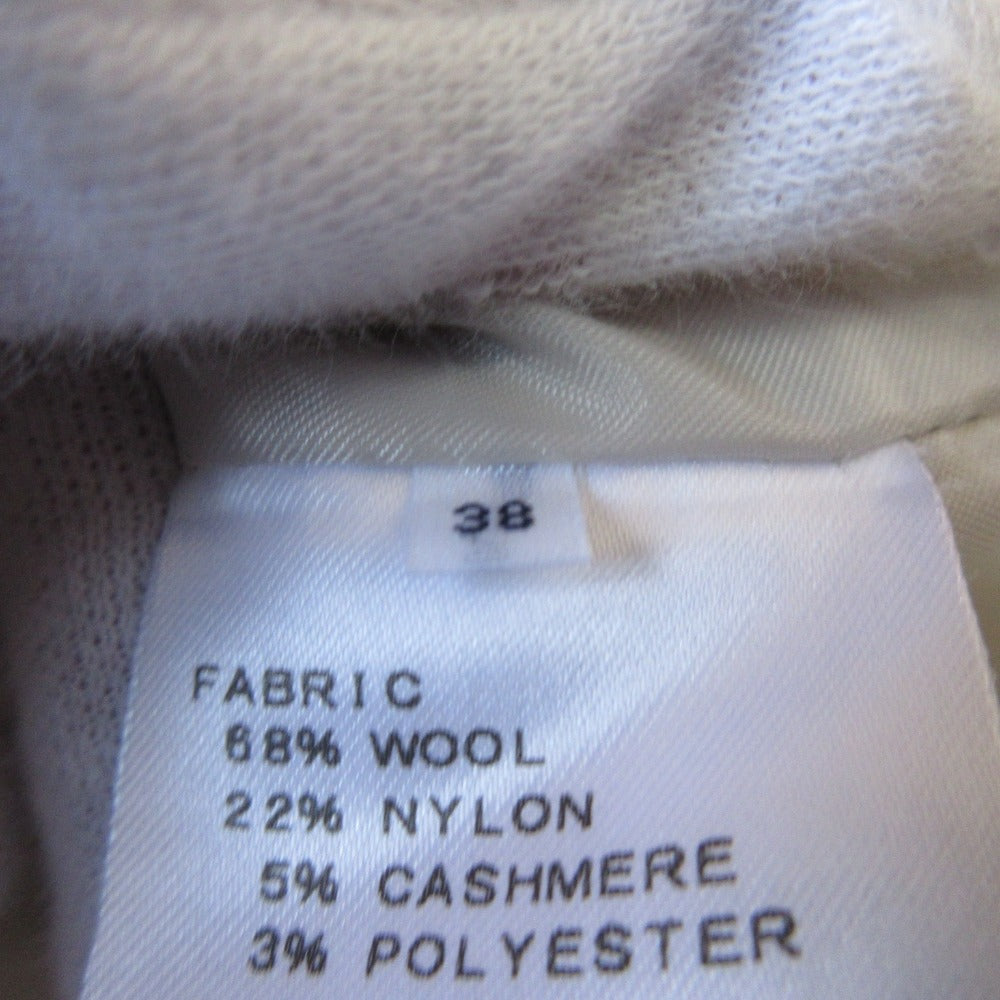 38
FABRIC
68% WOOL
22% NYLON
5% CASHMERE
3% POLYESTER